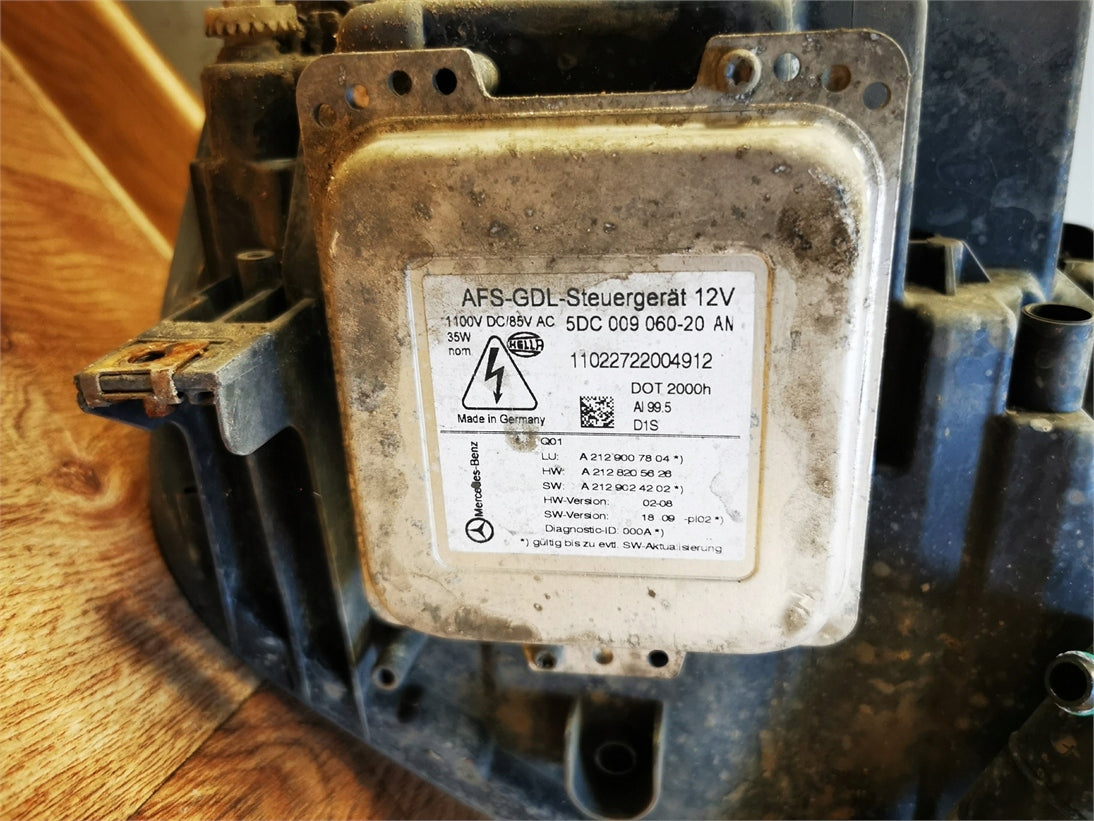 AFS-GDL-Steuergerät 12V
1100V DC/85V AC 5DC 009 060-20 AN
35W
nom.
HELLA
11022722004912
DOT 2000h
Al 99.5
D1S
Made in Germany
Q01
LU: A 212 900 78 04 *)
HW: A 212 820 56 26
SW: A 212 902 42 02 *)
HW-Version: 02-08
SW-Version: 18 09 -pl02 *)
Diagnostic-ID: 000A *)
*) gültig bis zu evtl. SW-Aktualisierung
Mercedes-Benz